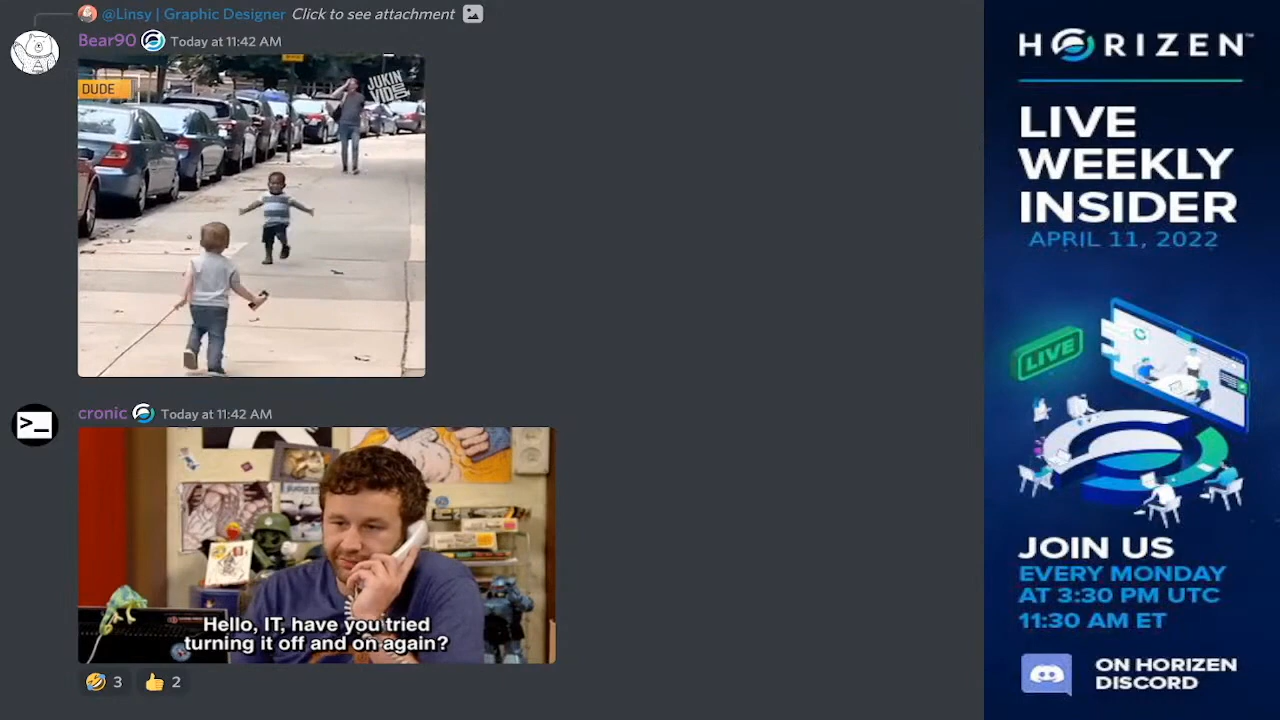 @Linsy | Graphic Designer Click to see attachment
Bear90 Today at 11:42 AM
DUDE
JUKIN
VIDEO
cronic Today at 11:42 AM
>_
Hello, IT, have you tried
turning it off and on again?
3 2
HORIZEN™
LIVE
WEEKLY
INSIDER
APRIL 11, 2022
LIVE
JOIN US
EVERY MONDAY
AT 3:30 PM UTC
11:30 AM ET
ON HORIZEN
DISCORD